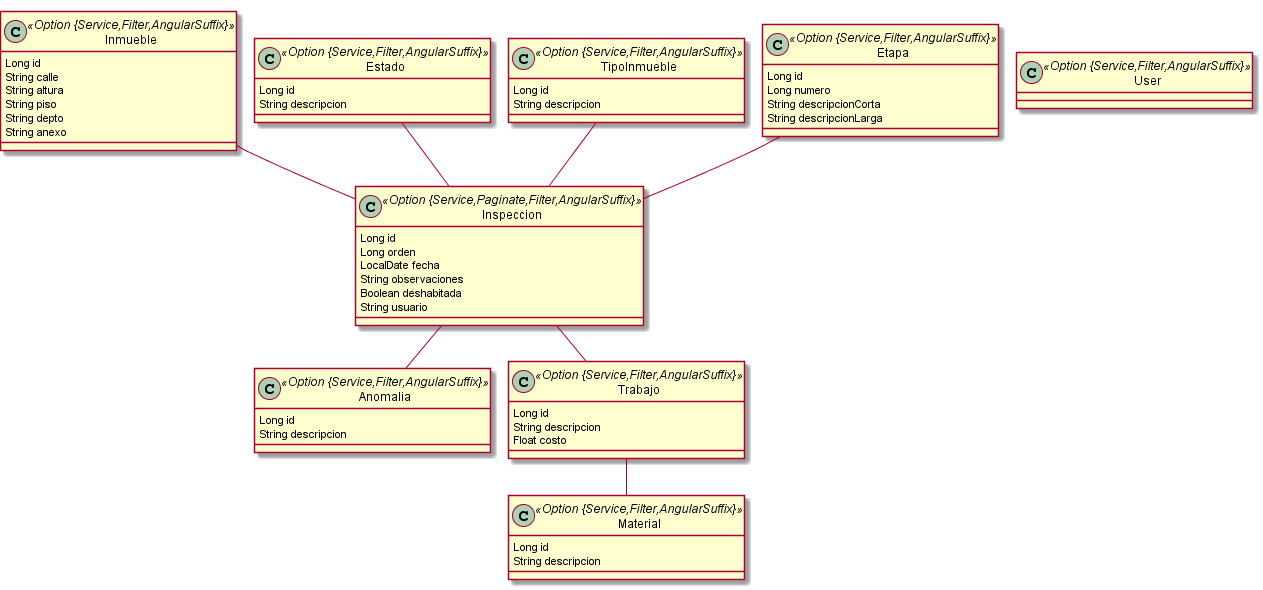 C «Option {Service,Filter,AngularSuffix}»
Inmueble
Long id
String calle
String altura
String piso
String depto
String anexo
C «Option {Service,Filter,AngularSuffix}»
Estado
Long id
String descripcion
C «Option {Service,Filter,AngularSuffix}»
TipoInmueble
Long id
String descripcion
C «Option {Service,Filter,AngularSuffix}»
Etapa
Long id
Long numero
String descripcionCorta
String descripcionLarga
C «Option {Service,Filter,AngularSuffix}»
User
C «Option {Service,Paginate,Filter,AngularSuffix}»
Inspeccion
Long id
Long orden
LocalDate fecha
String observaciones
Boolean deshabitada
String usuario
C «Option {Service,Filter,AngularSuffix}»
Anomalia
Long id
String descripcion
C «Option {Service,Filter,AngularSuffix}»
Trabajo
Long id
String descripcion
Float costo
C «Option {Service,Filter,AngularSuffix}»
Material
Long id
String descripcion